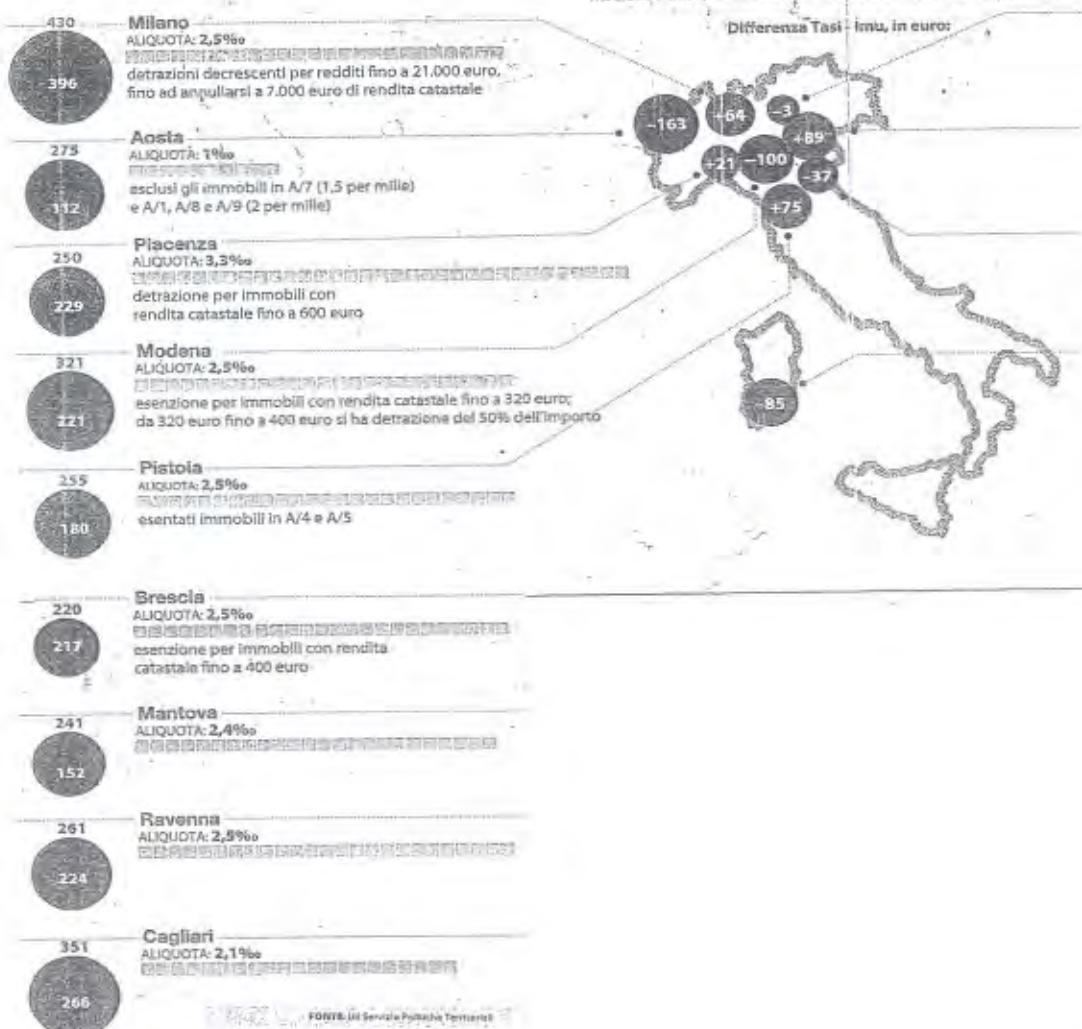 430
396
Milano
ALIQUOTA: 2,5‰
detrazioni decrescenti per redditi fino a 21.000 euro,
fino ad annullarsi a 7.000 euro di rendita catastale
275
112
Aosta
ALIQUOTA: 1‰
esclusi gli immobili in A/7 (1,5 per mille)
e A/1, A/8 e A/9 (2 per mille)
250
229
Piacenza
ALIQUOTA: 3,3‰
detrazione per immobili con
rendita catastale fino a 600 euro
321
221
Modena
ALIQUOTA: 2,5‰
esenzione per immobili con rendita catastale fino a 320 euro;
da 320 euro fino a 400 euro si ha detrazione del 50% dell'importo
255
180
Pistoia
ALIQUOTA: 2,5‰
esentati immobili in A/4 e A/5
220
217
Brescia
ALIQUOTA: 2,5‰
esenzione per immobili con rendita
catastale fino a 400 euro
241
152
Mantova
ALIQUOTA: 2,4‰
261
224
Ravenna
ALIQUOTA: 2,5‰
351
266
Cagliari
ALIQUOTA: 2,1‰
FONTE: Uil Servizio Politiche Territoriali
Differenza Tasi - Imu, in euro:
-163
+64
-3
+89
+21
-100
-37
+75
-85